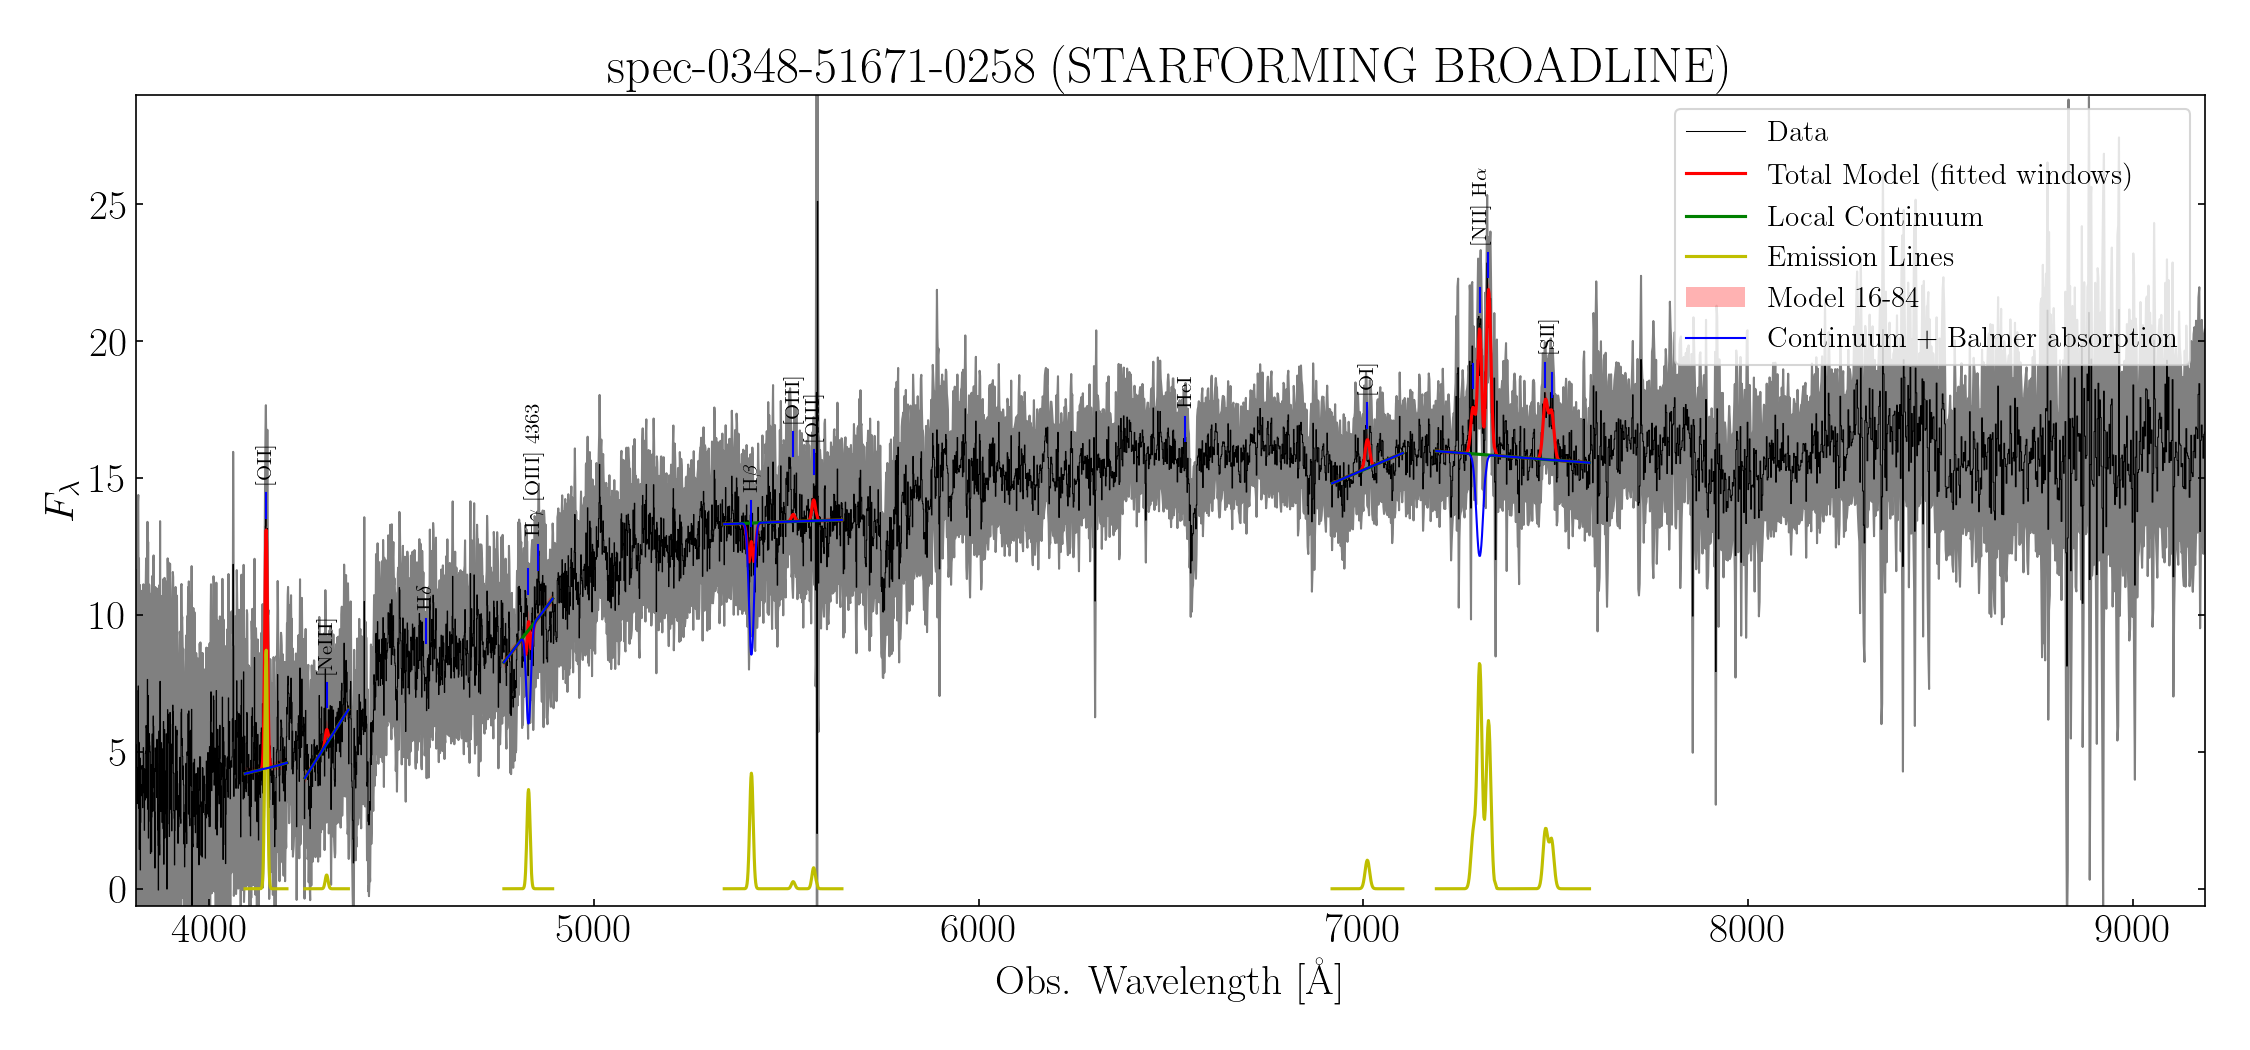 spec-0348-51671-0258 (STARFORMING BROADLINE)
Data
Total Model (fitted windows)
Local Continuum
Emission Lines
Model 16-84
Continuum + Balmer absorption
[OII]
[NeIII]
Hδ
Hγ
[OIII] 4363
Hβ
[OIII]
[OIII]
HeI
[OI]
[NII]
Hα
[SII]
25
20
15
10
5
0
Fλ
4000
5000
6000
7000
8000
9000
Obs. Wavelength [Å]